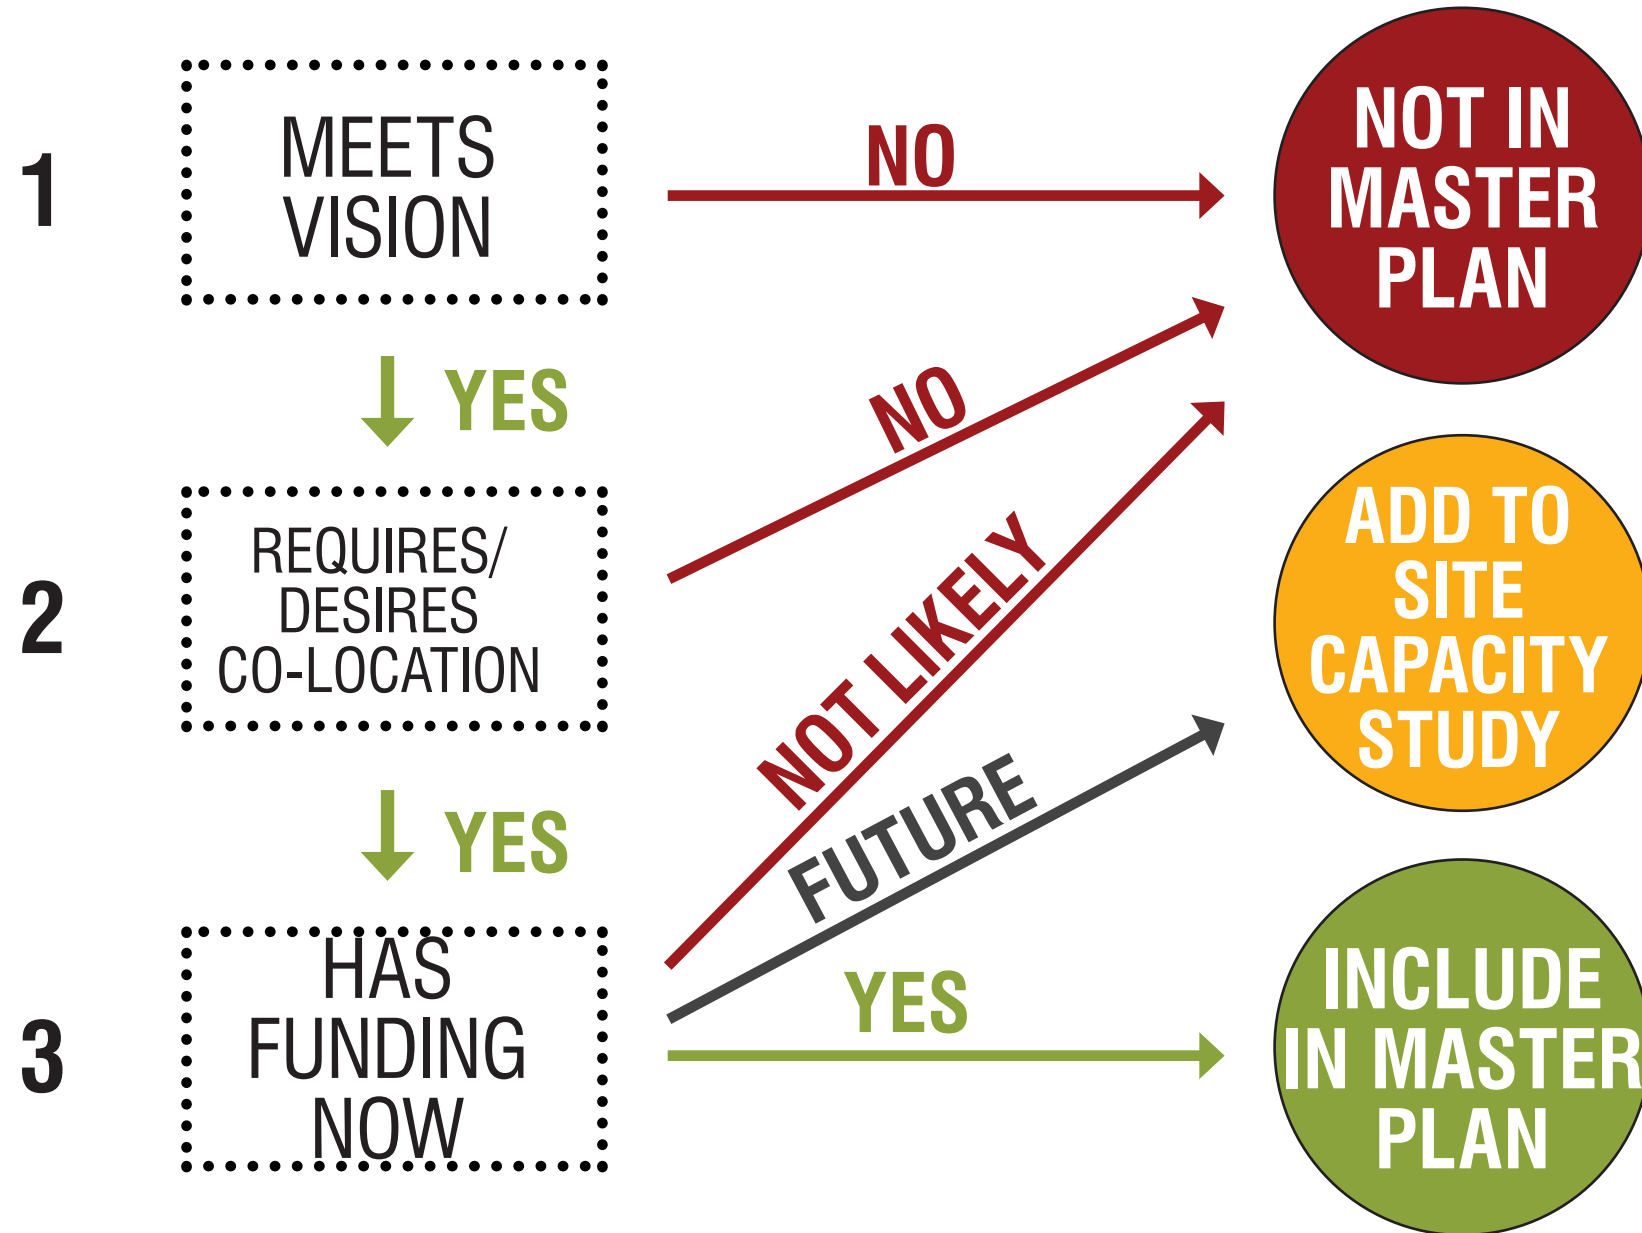 1
MEETS
VISION
NO
NOT IN
MASTER
PLAN
YES
NO
2
REQUIRES/
DESIRES
CO-LOCATION
NOT LIKELY
ADD TO
SITE
CAPACITY
STUDY
YES
FUTURE
3
HAS
FUNDING
NOW
YES
INCLUDE
IN MASTER
PLAN